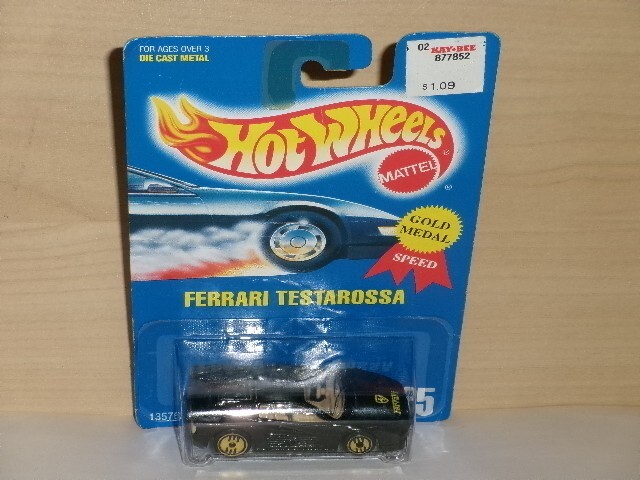 FOR AGES OVER 3
DIE CAST METAL
02 KAY-BEE
877852
$1.09
HOT WHEELS
®
MATTEL
®
GOLD
MEDAL
SPEED
FERRARI TESTAROSSA